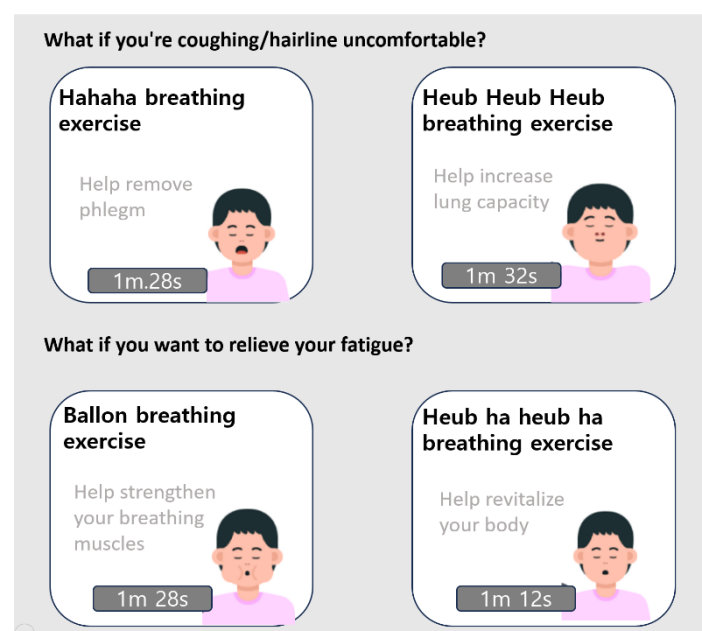 What if you're coughing/hairline uncomfortable?
Hahaha breathing
exercise
Help remove
phlegm
1m.28s
Heub Heub Heub
breathing exercise
Help increase
lung capacity
1m 32s
What if you want to relieve your fatigue?
Ballon breathing
exercise
Help strengthen
your breathing
muscles
1m 28s
Heub ha heub ha
breathing exercise
Help revitalize
your body
1m 12s